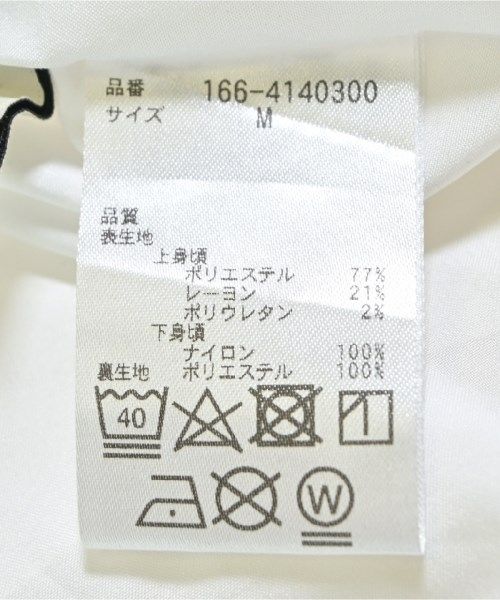 品番 166-4140300
サイズ M
品質
表生地
上身頃
ポリエステル 77%
レーヨン 21%
ポリウレタン 2%
下身頃
ナイロン 100%
裏生地 ポリエステル 100%
40
W